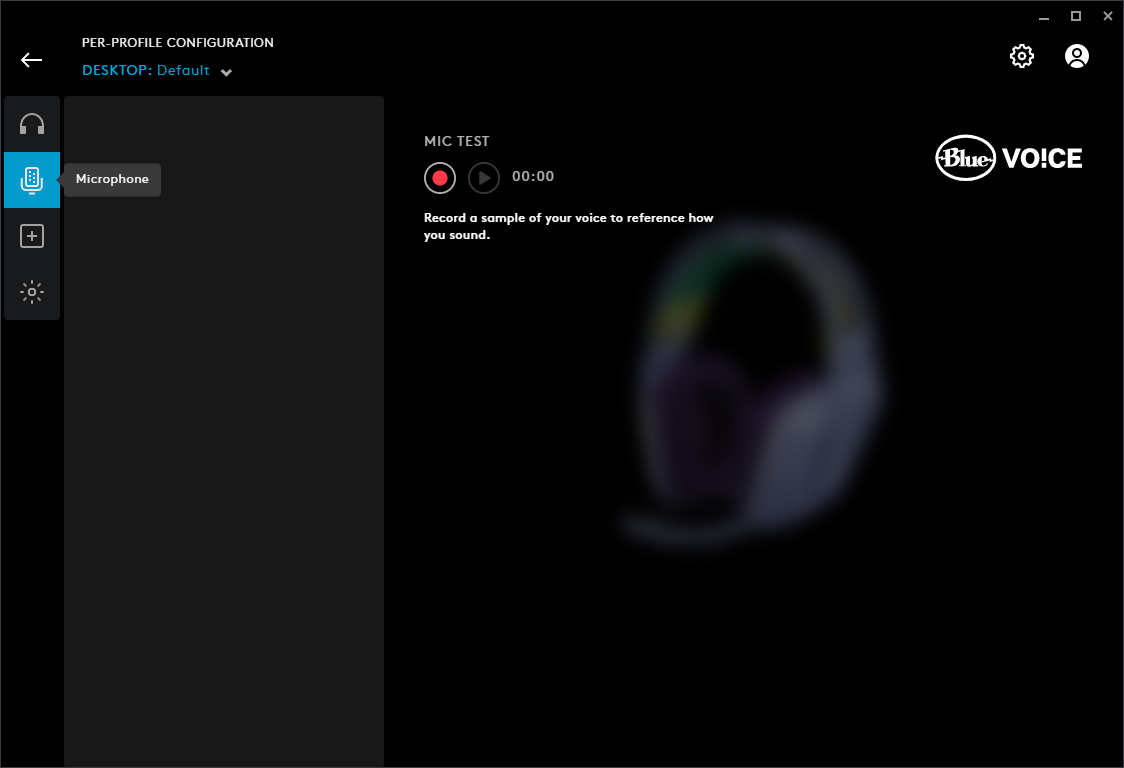 PER-PROFILE CONFIGURATION
DESKTOP: Default
Microphone
MIC TEST
00:00
Record a sample of your voice to reference how
you sound.
Blue VO!CE